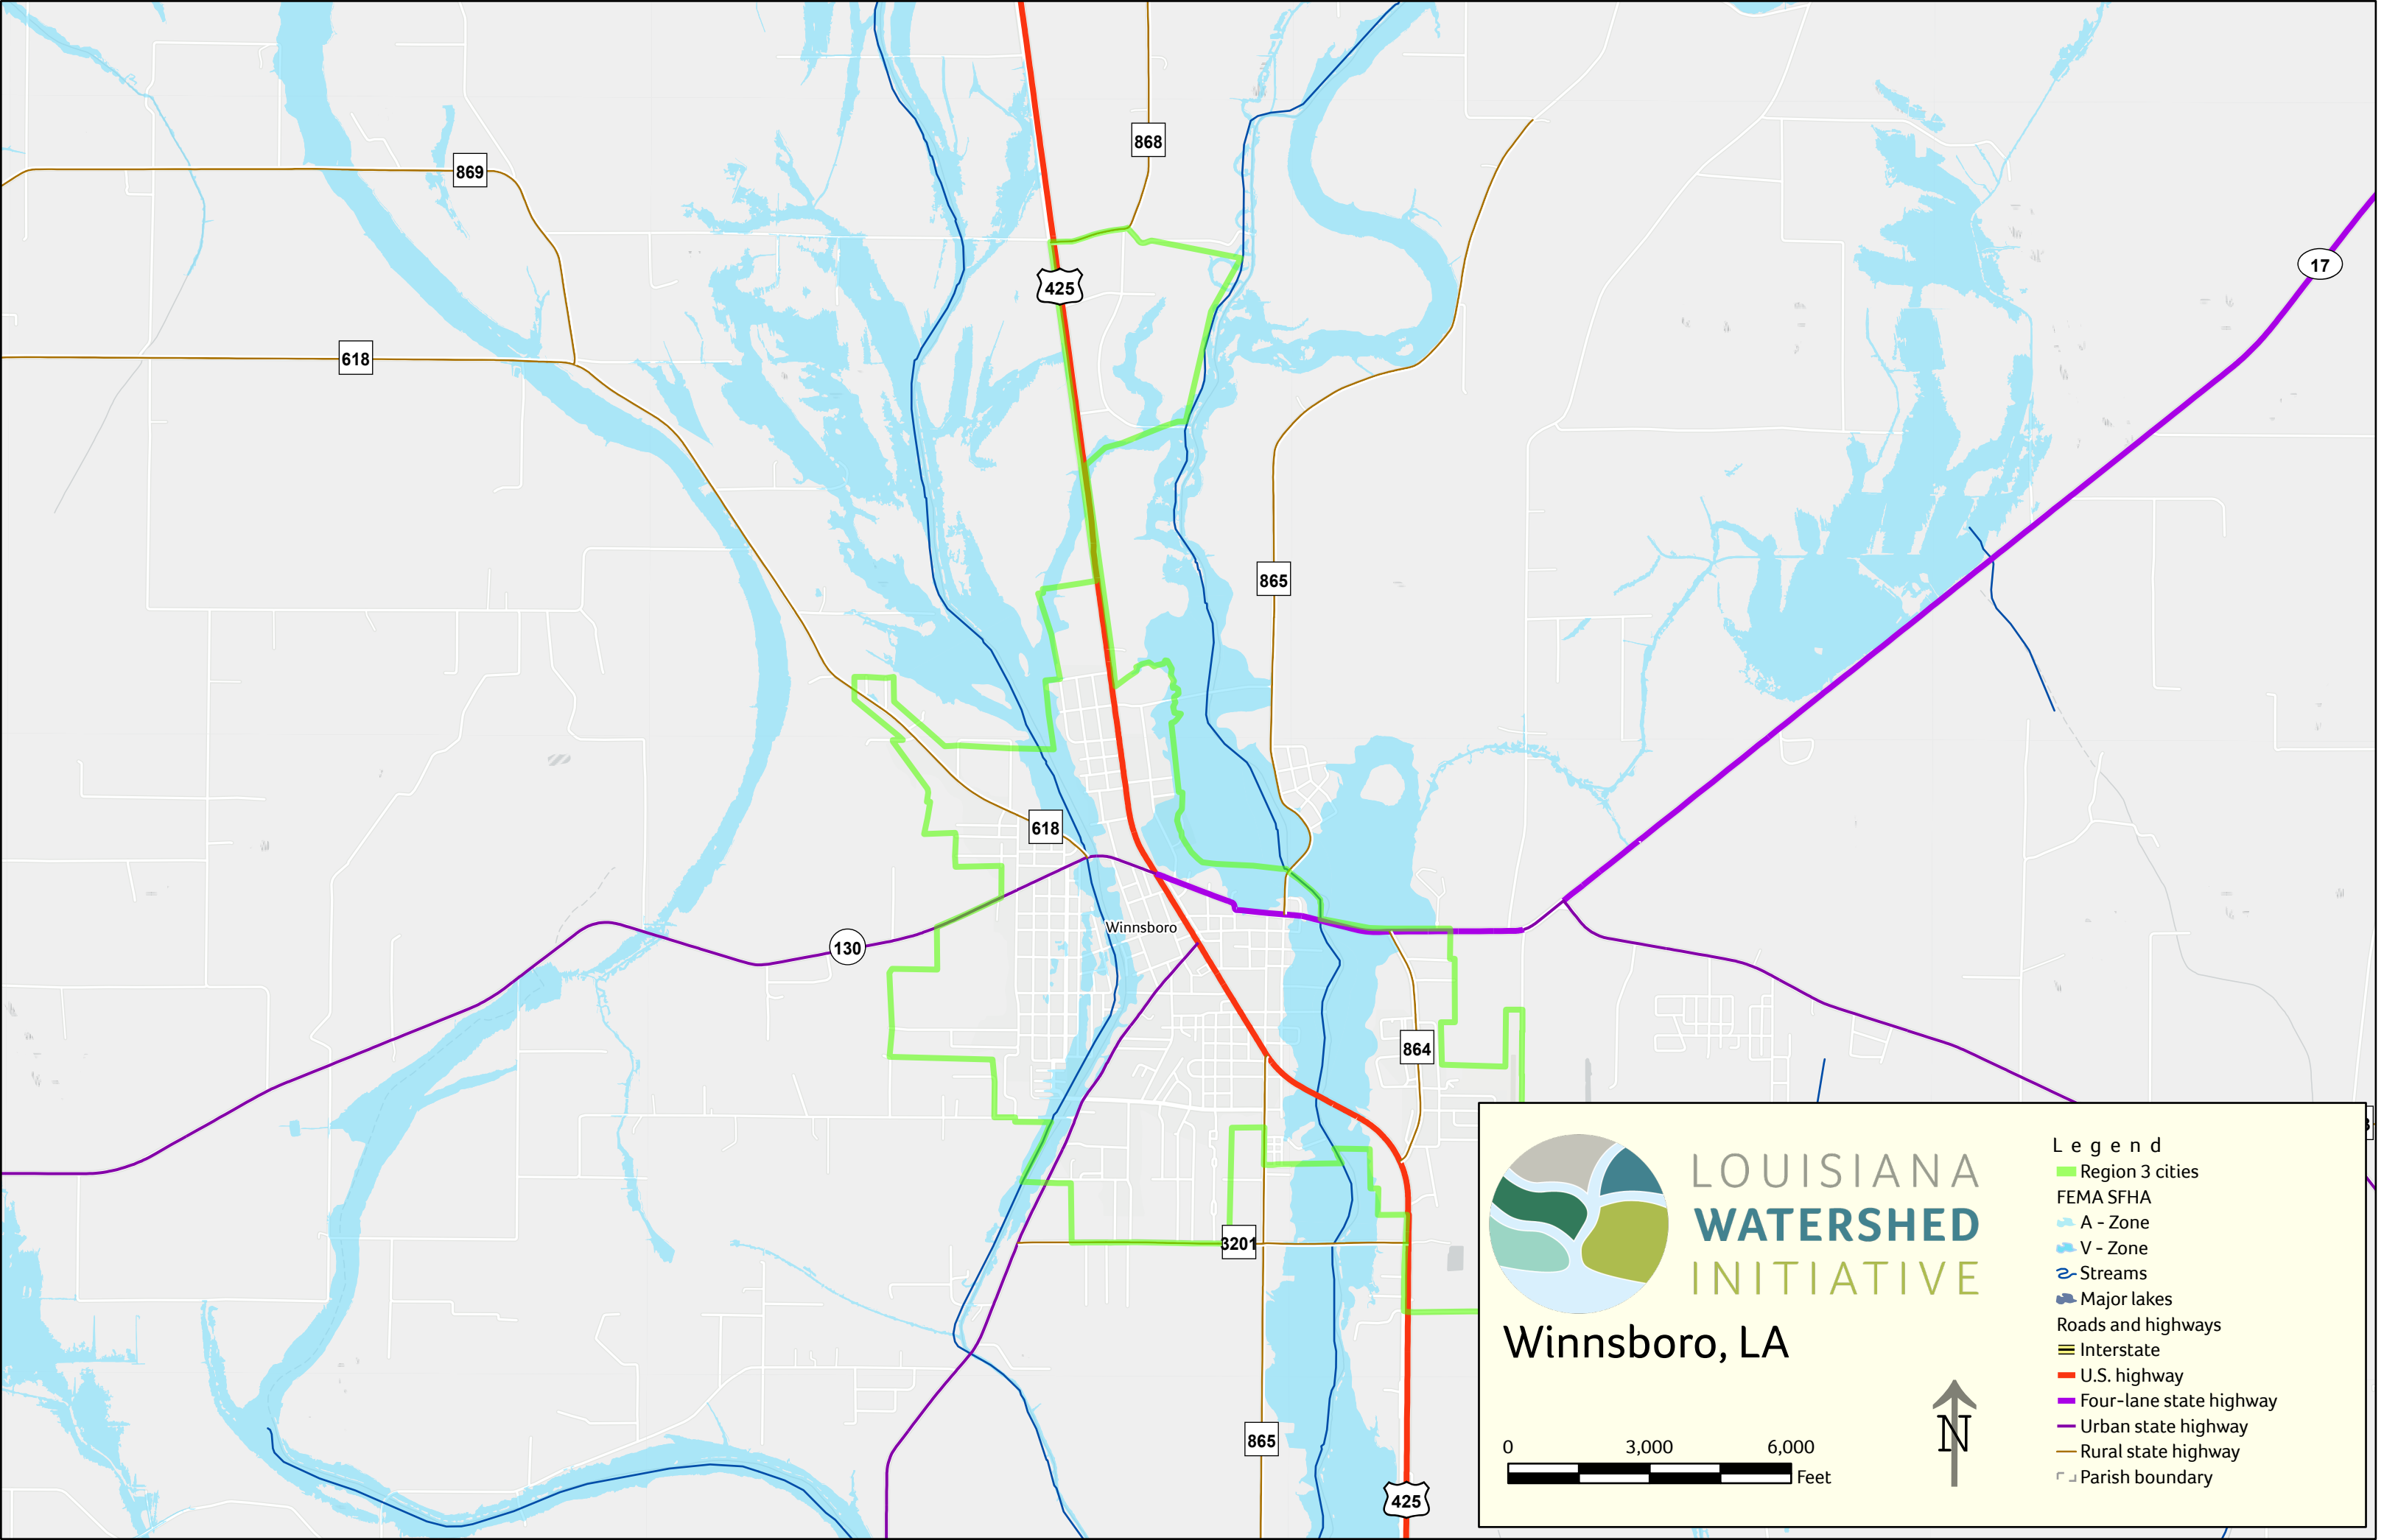 868
869
17
425
618
865
618
Winnsboro
130
864
3201
865
425
LOUISIANA
WATERSHED
INITIATIVE
Winnsboro, LA
0 3,000 6,000
Feet
N
Legend
Region 3 cities
FEMA SFHA
A - Zone
V - Zone
Streams
Major lakes
Roads and highways
Interstate
U.S. highway
Four-lane state highway
Urban state highway
Rural state highway
Parish boundary